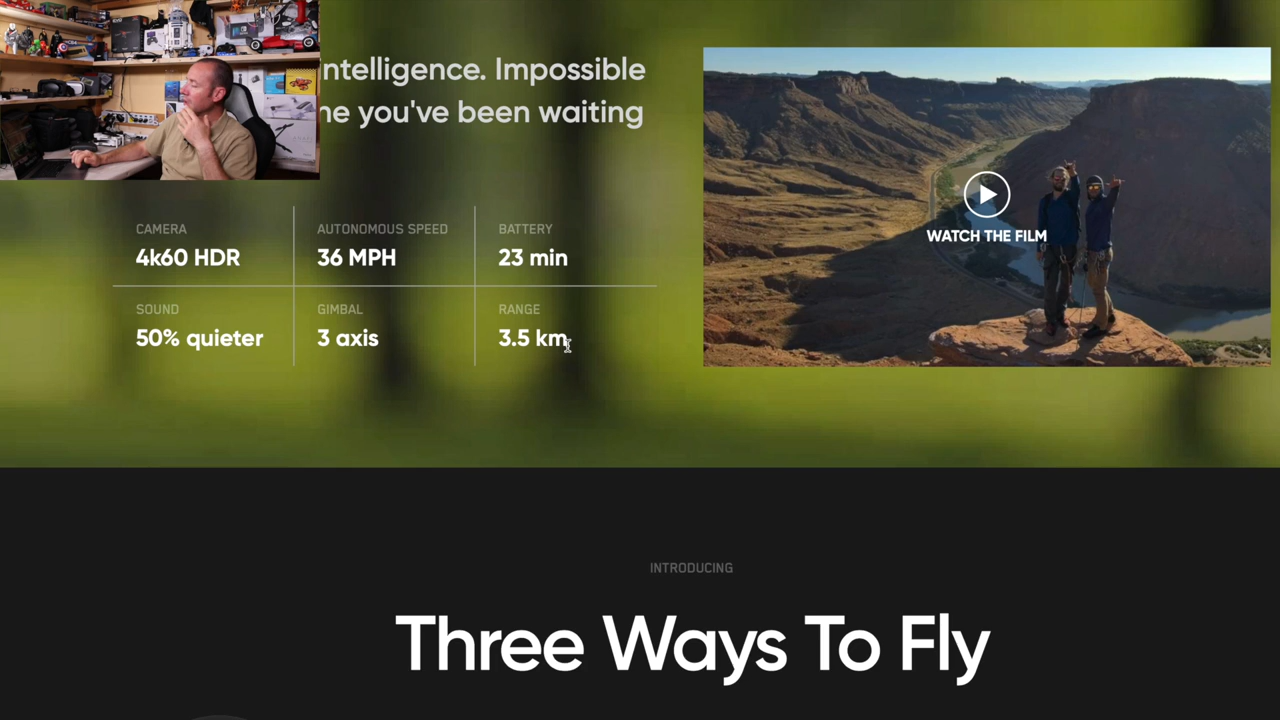 ntelligence. Impossible
ne you've been waiting
CAMERA
4k60 HDR
AUTONOMOUS SPEED
36 MPH
BATTERY
23 min
SOUND
50% quieter
GIMBAL
3 axis
RANGE
3.5 km
WATCH THE FILM
INTRODUCING
Three Ways To Fly